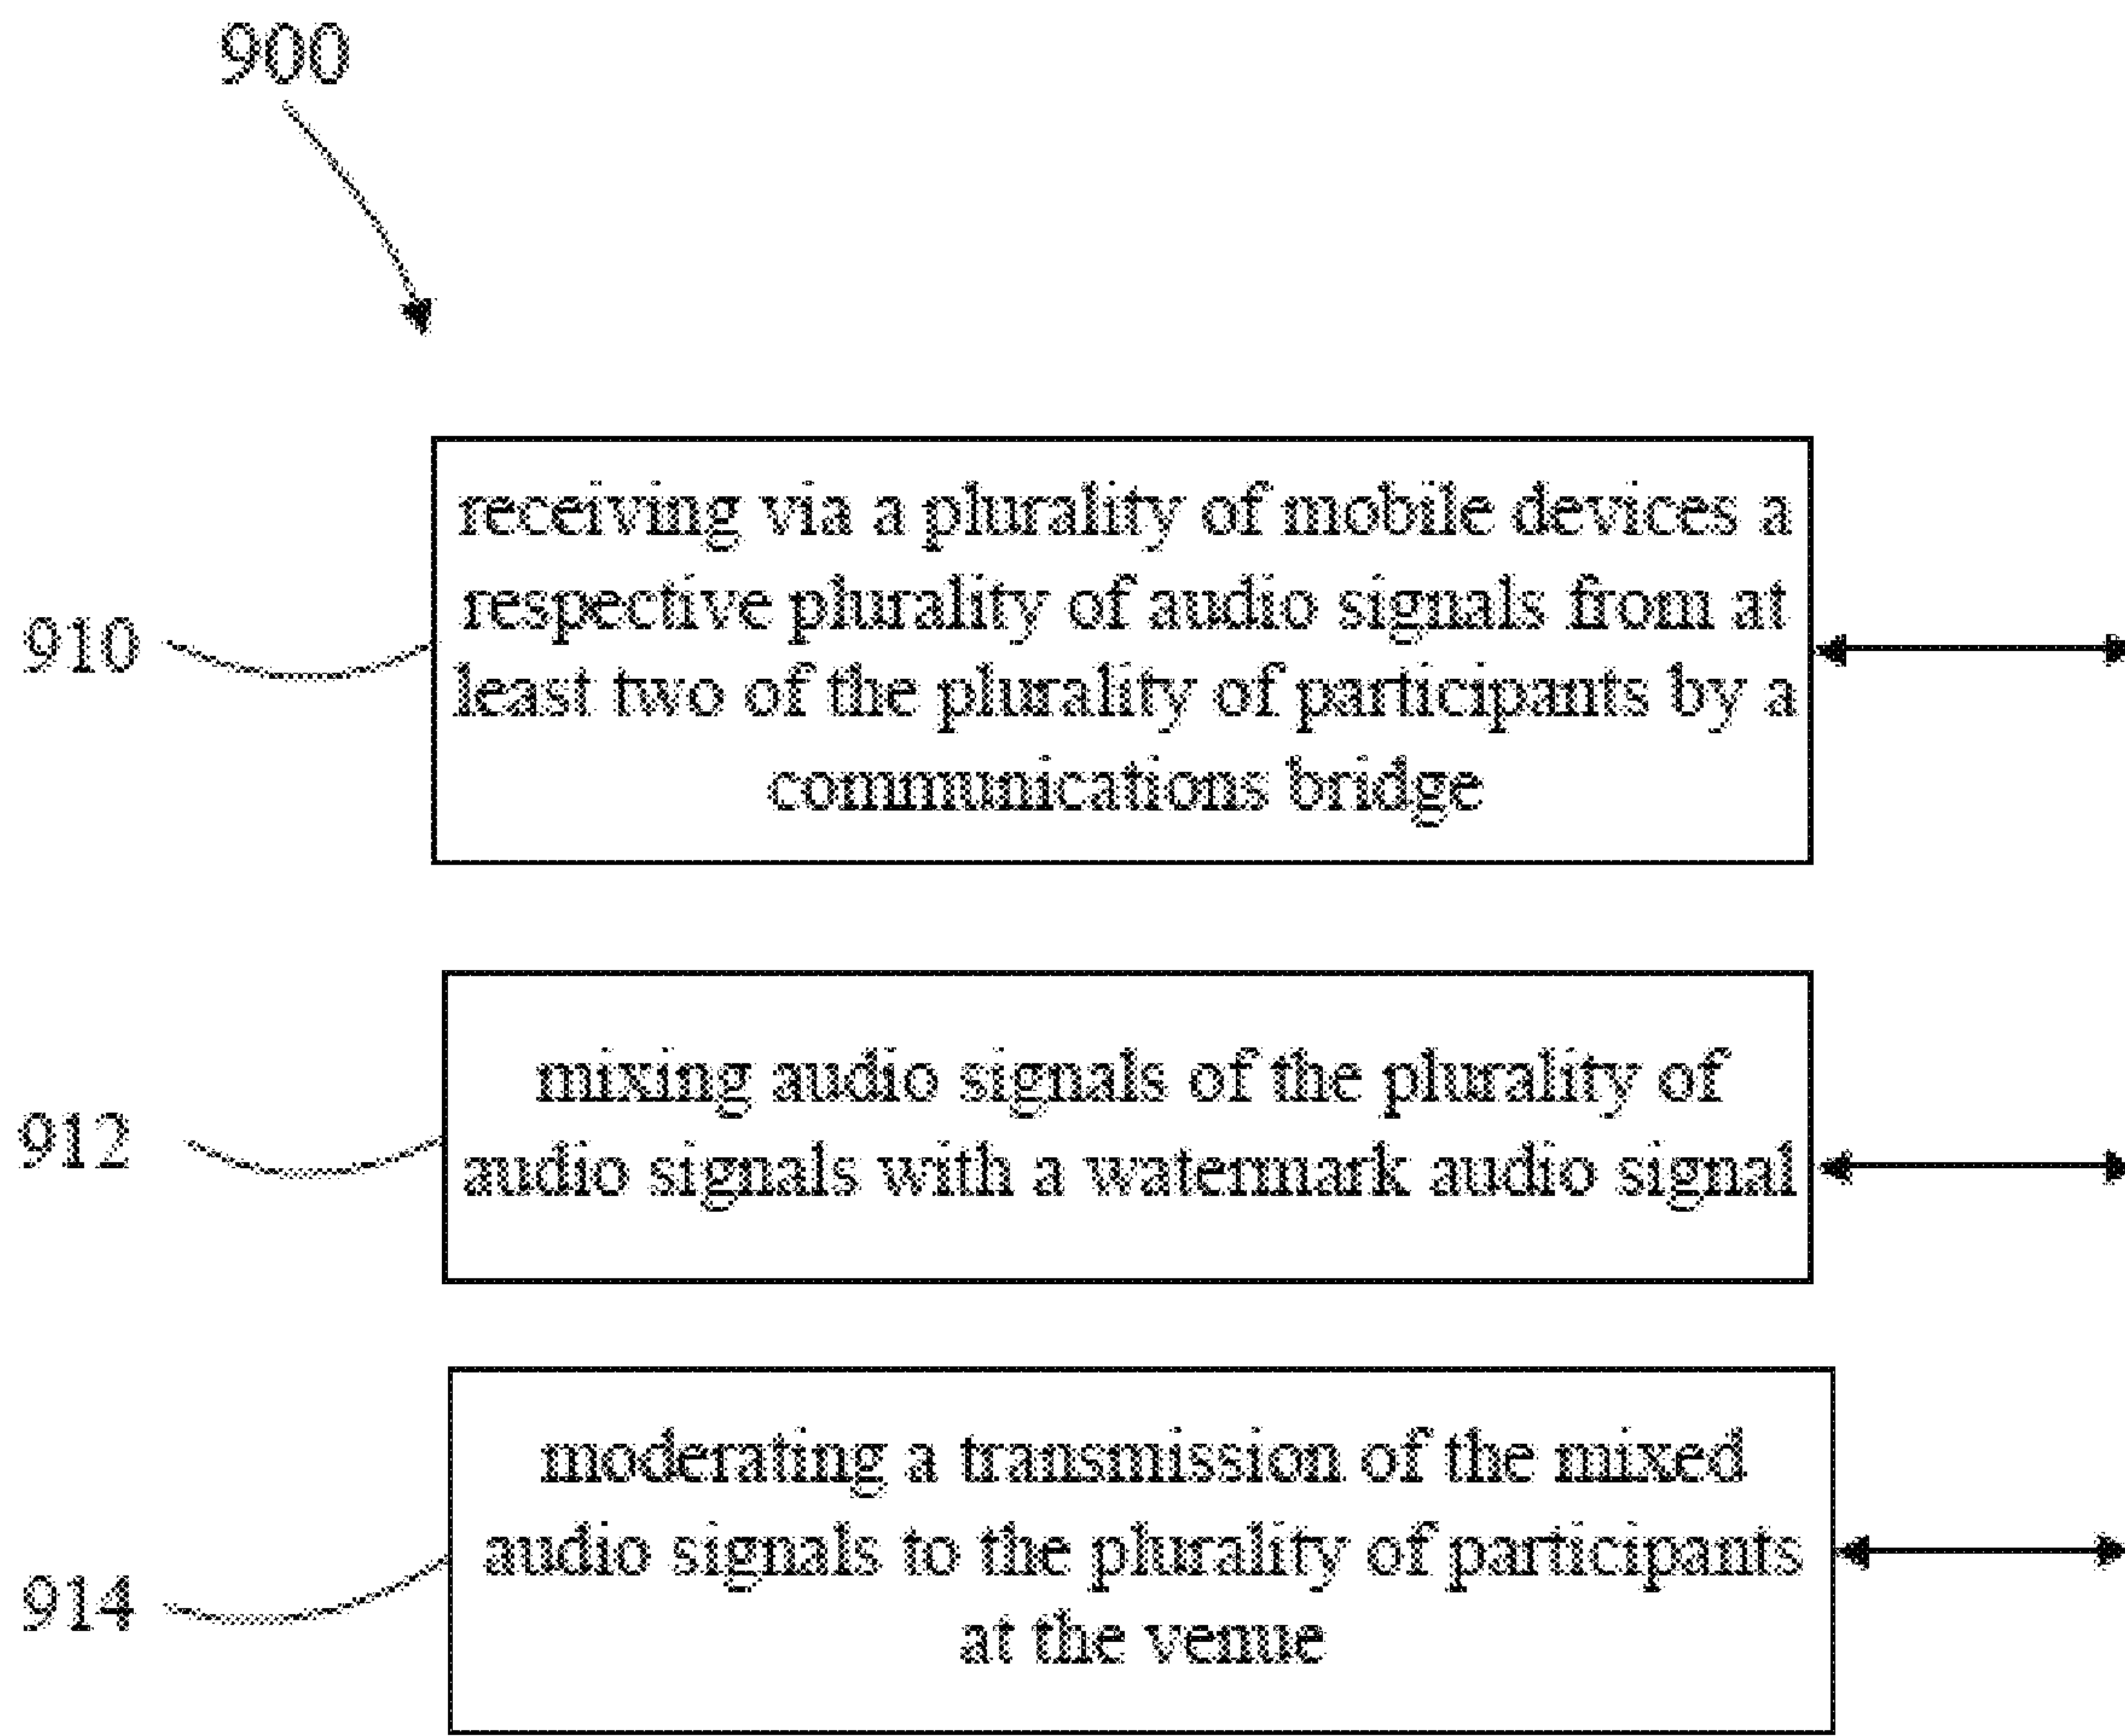 900
910
receiving via a plurality of mobile devices a
respective plurality of audio signals from at
least two of the plurality of participants by a
communications bridge
912
mixing audio signals of the plurality of
audio signals with a watermark audio signal
914
moderating a transmission of the mixed
audio signals to the plurality of participants
at the venue